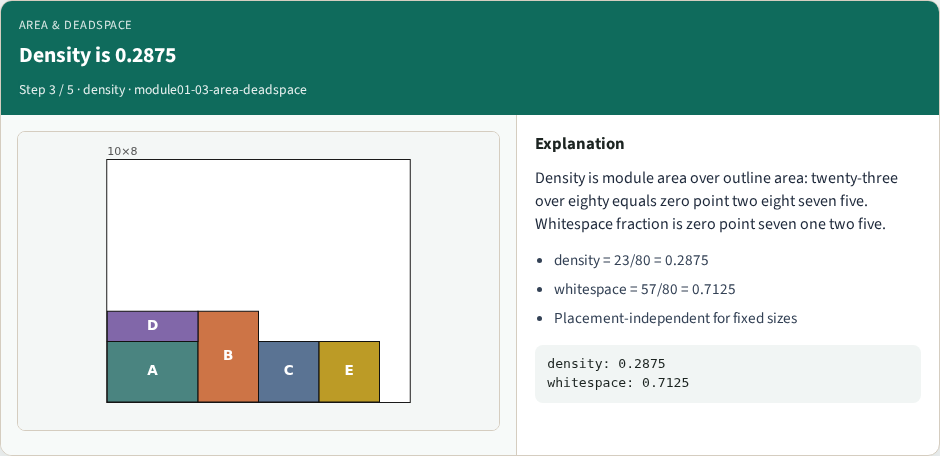 AREA & DEADSPACE
Density is 0.2875
Step 3 / 5 · density · module01-03-area-deadspace
10×8
D
A
B
C
E
Explanation
Density is module area over outline area: twenty-three
over eighty equals zero point two eight seven five.
Whitespace fraction is zero point seven one two five.
• density = 23/80 = 0.2875
• whitespace = 57/80 = 0.7125
• Placement-independent for fixed sizes
density: 0.2875
whitespace: 0.7125